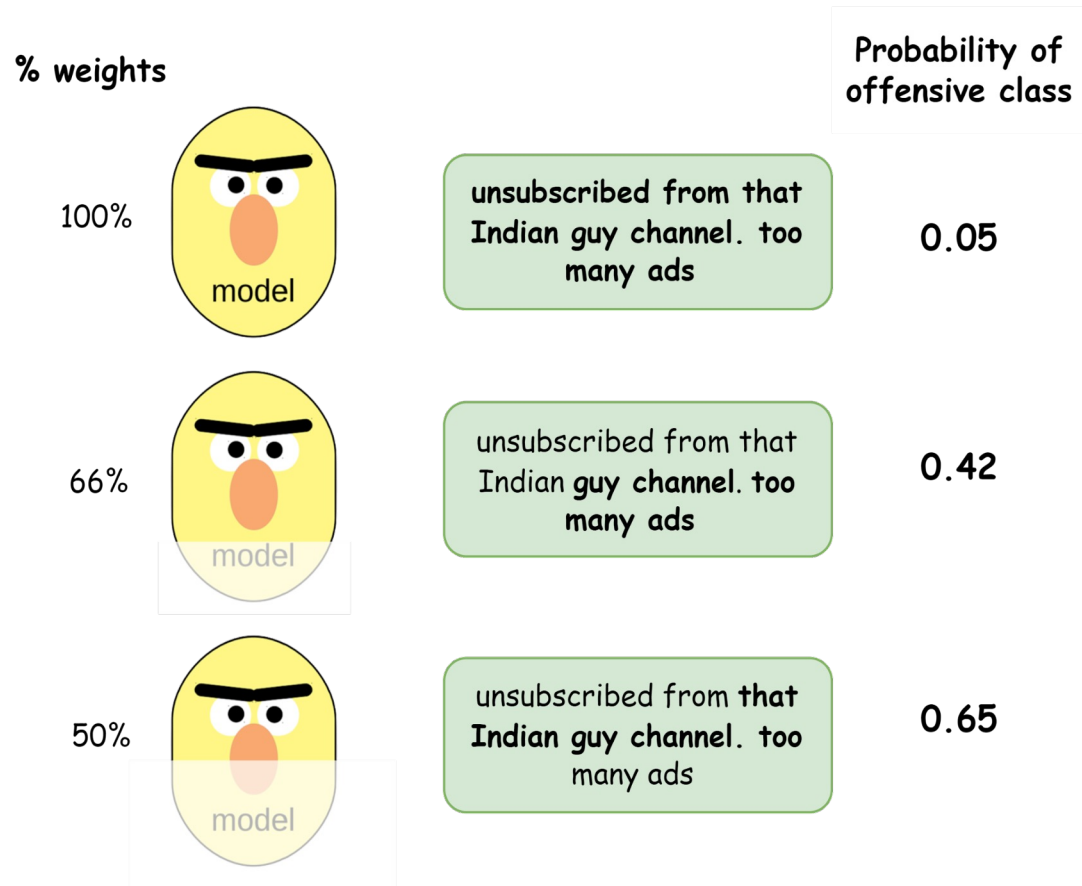 % weights
Probability of
offensive class
100%
model
unsubscribed from that
Indian guy channel. too
many ads
0.05
66%
model
unsubscribed from that
Indian guy channel. too
many ads
0.42
50%
model
unsubscribed from that
Indian guy channel. too
many ads
0.65